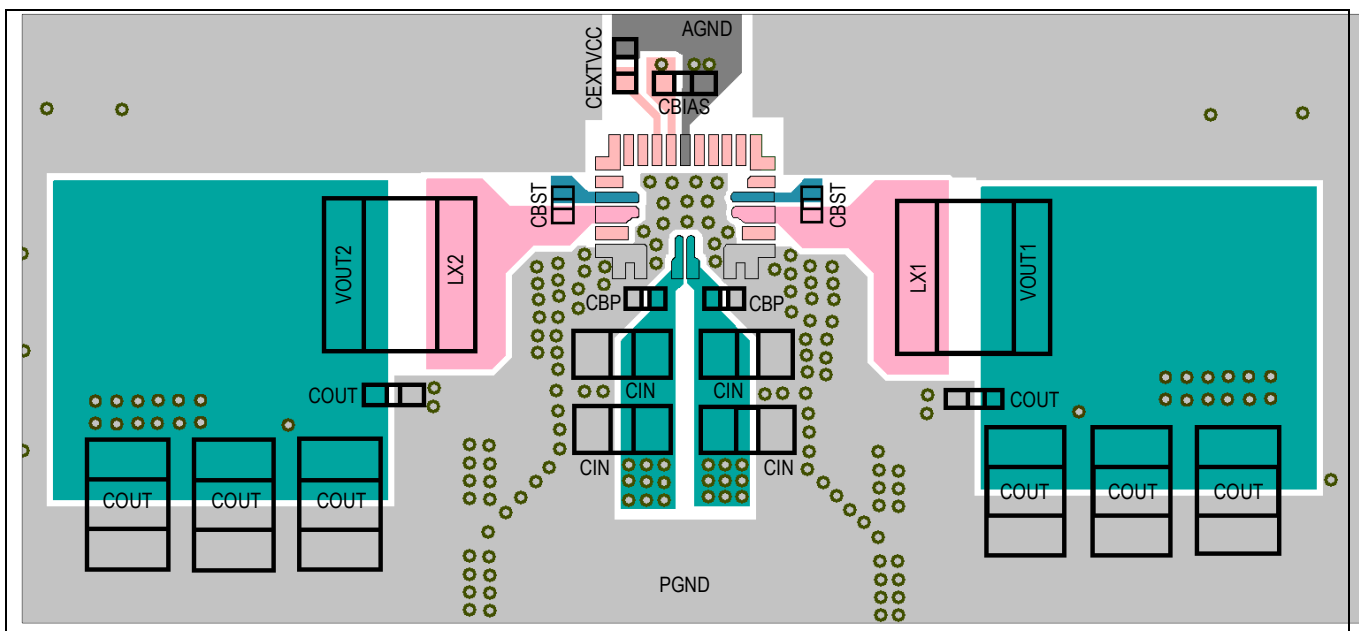 AGND
CEXTVCC
CBIAS
CBST
CBST
VOUT2
LX2
LX1
VOUT1
CBP
CBP
COUT
CIN
CIN
COUT
CIN
CIN
COUT
COUT
COUT
COUT
COUT
COUT
PGND